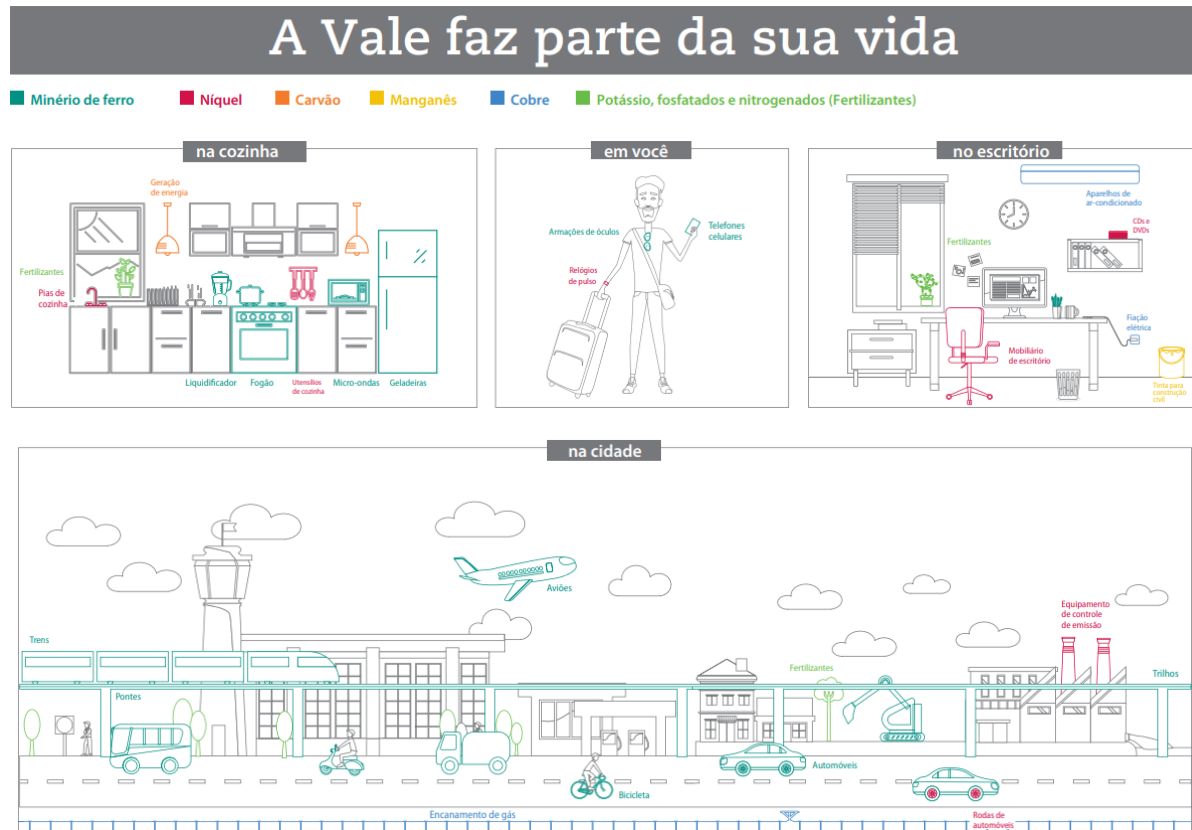 A Vale faz parte da sua vida
Minério de ferro
Níquel
Carvão
Manganês
Cobre
Potássio, fosfatados e nitrogenados (Fertilizantes)
na cozinha
Geração
de energia
Fertilizantes
Pias de
cozinha
Liquidificador
Fogão
Utensílios
de cozinha
Micro-ondas
Geladeiras
em você
Armações de óculos
Telefones
celulares
Relógios
de pulso
no escritório
Aparelhos de
ar-condicionado
CDs e
DVDs
Fertilizantes
Fiação
elétrica
Mobiliário
de escritório
Tinta para
construção
civil
na cidade
Aviões
Equipamento
de controle
de emissão
Trens
Fertilizantes
Trilhos
Pontes
Automóveis
Bicicleta
Encanamento de gás
Rodas de
automóveis